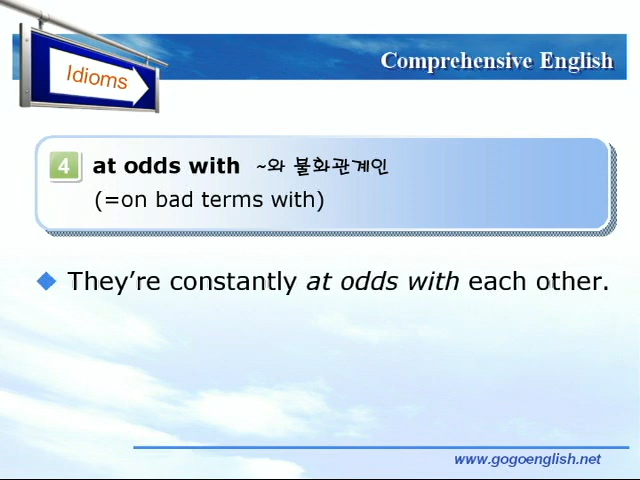 Idioms
Comprehensive English
4 at odds with ~와 불화관계인
(=on bad terms with)
They’re constantly at odds with each other.
www.gogoenglish.net